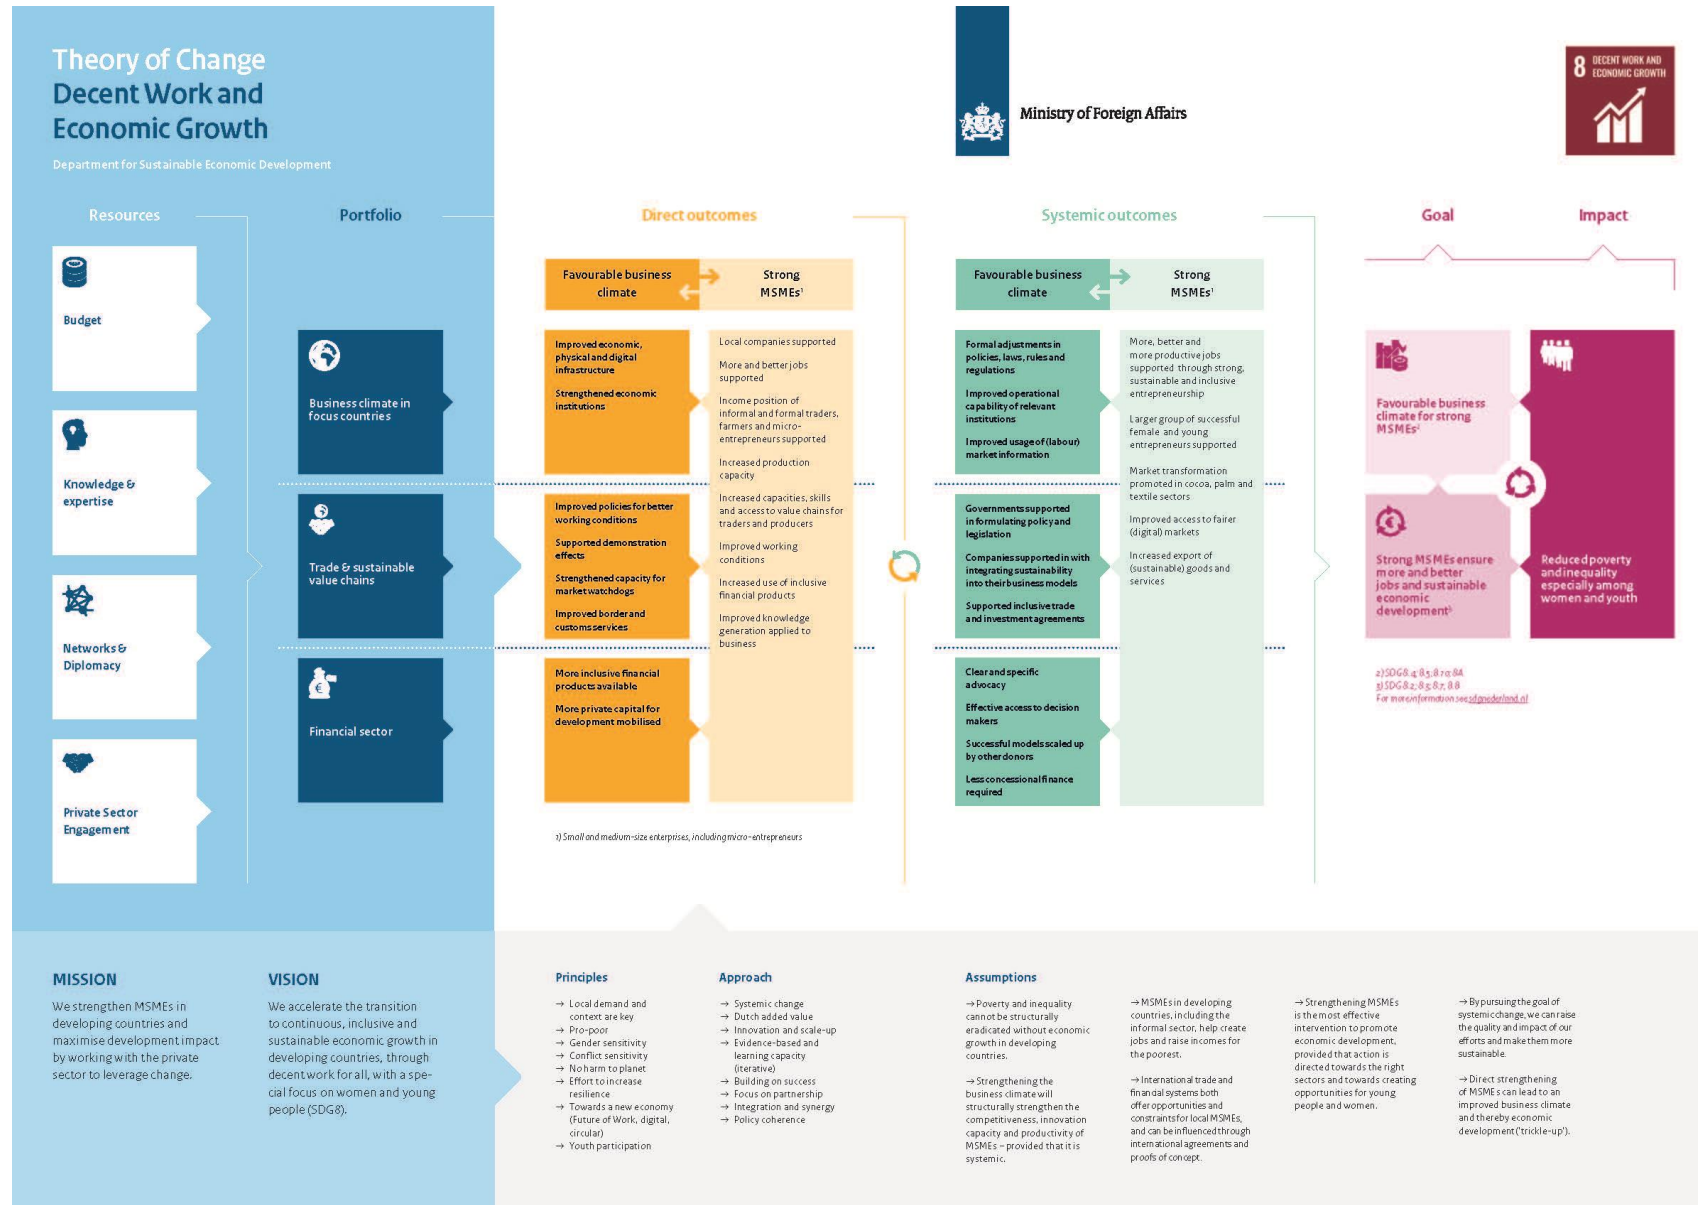 Theory of Change
Decent Work and
Economic Growth
Department for Sustainable Economic Development
Ministry of Foreign Affairs
8 DECENT WORK AND
ECONOMIC GROWTH
Resources
Portfolio
Direct outcomes
Systemic outcomes
Goal
Impact
Budget
Knowledge &
expertise
Networks &
Diplomacy
Private Sector
Engagement
Business climate in
focus countries
Trade & sustainable
value chains
Financial sector
Favourable business
climate
Strong
MSMEs¹
Improved economic,
physical and digital
infrastructure
Strengthened economic
institutions
Improved policies for better
working conditions
Supported demonstration
effects
Strengthened capacity for
market watchdogs
Improved border and
customs services
More inclusive financial
products available
More private capital for
development mobilised
Local companies supported
More and better jobs
supported
Income position of
informal and formal traders,
farmers and micro-
entrepreneurs supported
Increased production
capacity
Increased capacities, skills
and access to value chains for
traders and producers
Improved working
conditions
Increased use of inclusive
financial products
Improved knowledge
generation applied to
business
1) Small and medium-size enterprises, including micro-entrepreneurs
Favourable business
climate
Strong
MSMEs¹
Formal adjustments in
policies, laws, rules and
regulations
Improved operational
capability of relevant
institutions
Improved usage of (labour)
market information
Governments supported
in formulating policy and
legislation
Companies supported in with
integrating sustainability
into their business models
Supported inclusive trade
and investment agreements
Clear and specific
advocacy
Effective access to decision
makers
Successful models scaled up
by other donors
Less concessional finance
required
More, better and
more productive jobs
supported through strong,
sustainable and inclusive
entrepreneurship
Larger group of successful
female and young
entrepreneurs supported
Market transformation
promoted in cocoa, palm and
textile sectors
Improved access to fairer
(digital) markets
Increased export of
(sustainable) goods and
services
Favourable business
climate for strong
MSMEs²
Strong MSMEs ensure
more and better
jobs and sustainable
economic
development³
Reduced poverty
and inequality
especially among
women and youth
2) SDG 8.4; 8.5; 8.10; 8A
3) SDG 8.2; 8.5; 8.7; 8.8
For more information see sdgnederland.nl
MISSION
We strengthen MSMEs in
developing countries and
maximise development impact
by working with the private
sector to leverage change.
VISION
We accelerate the transition
to continuous, inclusive and
sustainable economic growth in
developing countries, through
decent work for all, with a spe-
cial focus on women and young
people (SDG8).
Principles
→ Local demand and
context are key
→ Pro-poor
→ Gender sensitivity
→ Conflict sensitivity
→ No harm to planet
→ Effort to increase
resilience
→ Towards a new economy
(Future of Work, digital,
circular)
→ Youth participation
Approach
→ Systemic change
→ Dutch added value
→ Innovation and scale-up
→ Evidence-based and
learning capacity
(iterative)
→ Building on success
→ Focus on partnership
→ Integration and synergy
→ Policy coherence
Assumptions
→ Poverty and inequality
cannot be structurally
eradicated without economic
growth in developing
countries.
→ Strengthening the
business climate will
structurally strengthen the
competitiveness, innovation
capacity and productivity of
MSMEs – provided that it is
systemic.
→ MSMEs in developing
countries, including the
informal sector, help create
jobs and raise incomes for
the poorest.
→ International trade and
financial systems both
offer opportunities and
constraints for local MSMEs,
and can be influenced through
international agreements and
proofs of concept.
→ Strengthening MSMEs
is the most effective
intervention to promote
economic development,
provided that action is
directed towards the right
sectors and towards creating
opportunities for young
people and women.
→ By pursuing the goal of
systemic change, we can raise
the quality and impact of our
efforts and make them more
sustainable.
→ Direct strengthening
of MSMEs can lead to an
improved business climate
and thereby economic
development ('trickle-up').